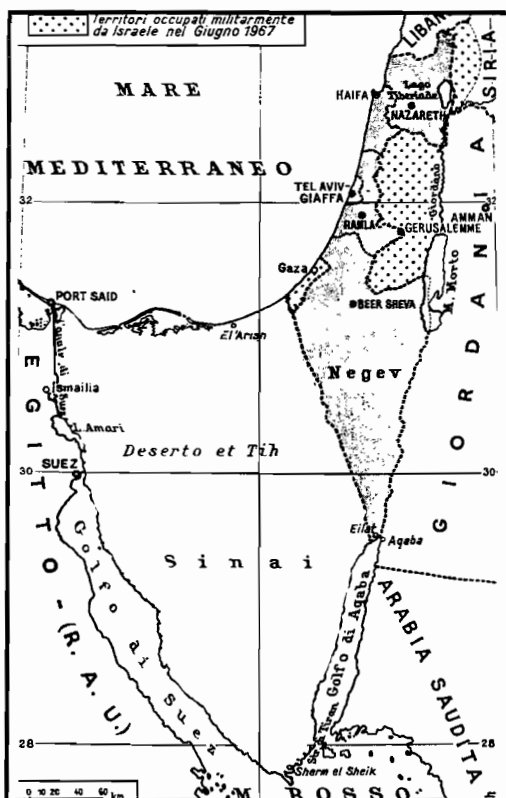 Territori occupati militarmente
da Israele nel Giugno 1967
LIBANO
SIRIA
MARE
MEDITERRANEO
HAIFA
Lago
Tiberiade
NAZARETH
TEL AVIV-
GIAFFA
RAMLA
GERUSALEMME
Giordano
AMMAN
32
32
GIORDANIA
M. Morto
Gaza
BEER SHEVA
PORT SAID
El'Arish
Canale di Suez
Ismailia
Negev
L. Amari
Deserto et Tih
SUEZ
30
30
EGITTO - (R. A. U.)
Eilat
Aqaba
Sinai
Golfo di Suez
Golfo di Aqaba
Tiran
ARABIA SAUDITA
28
28
Sharm el Sheik
0 10 20 40 60 km
M. ROSSO